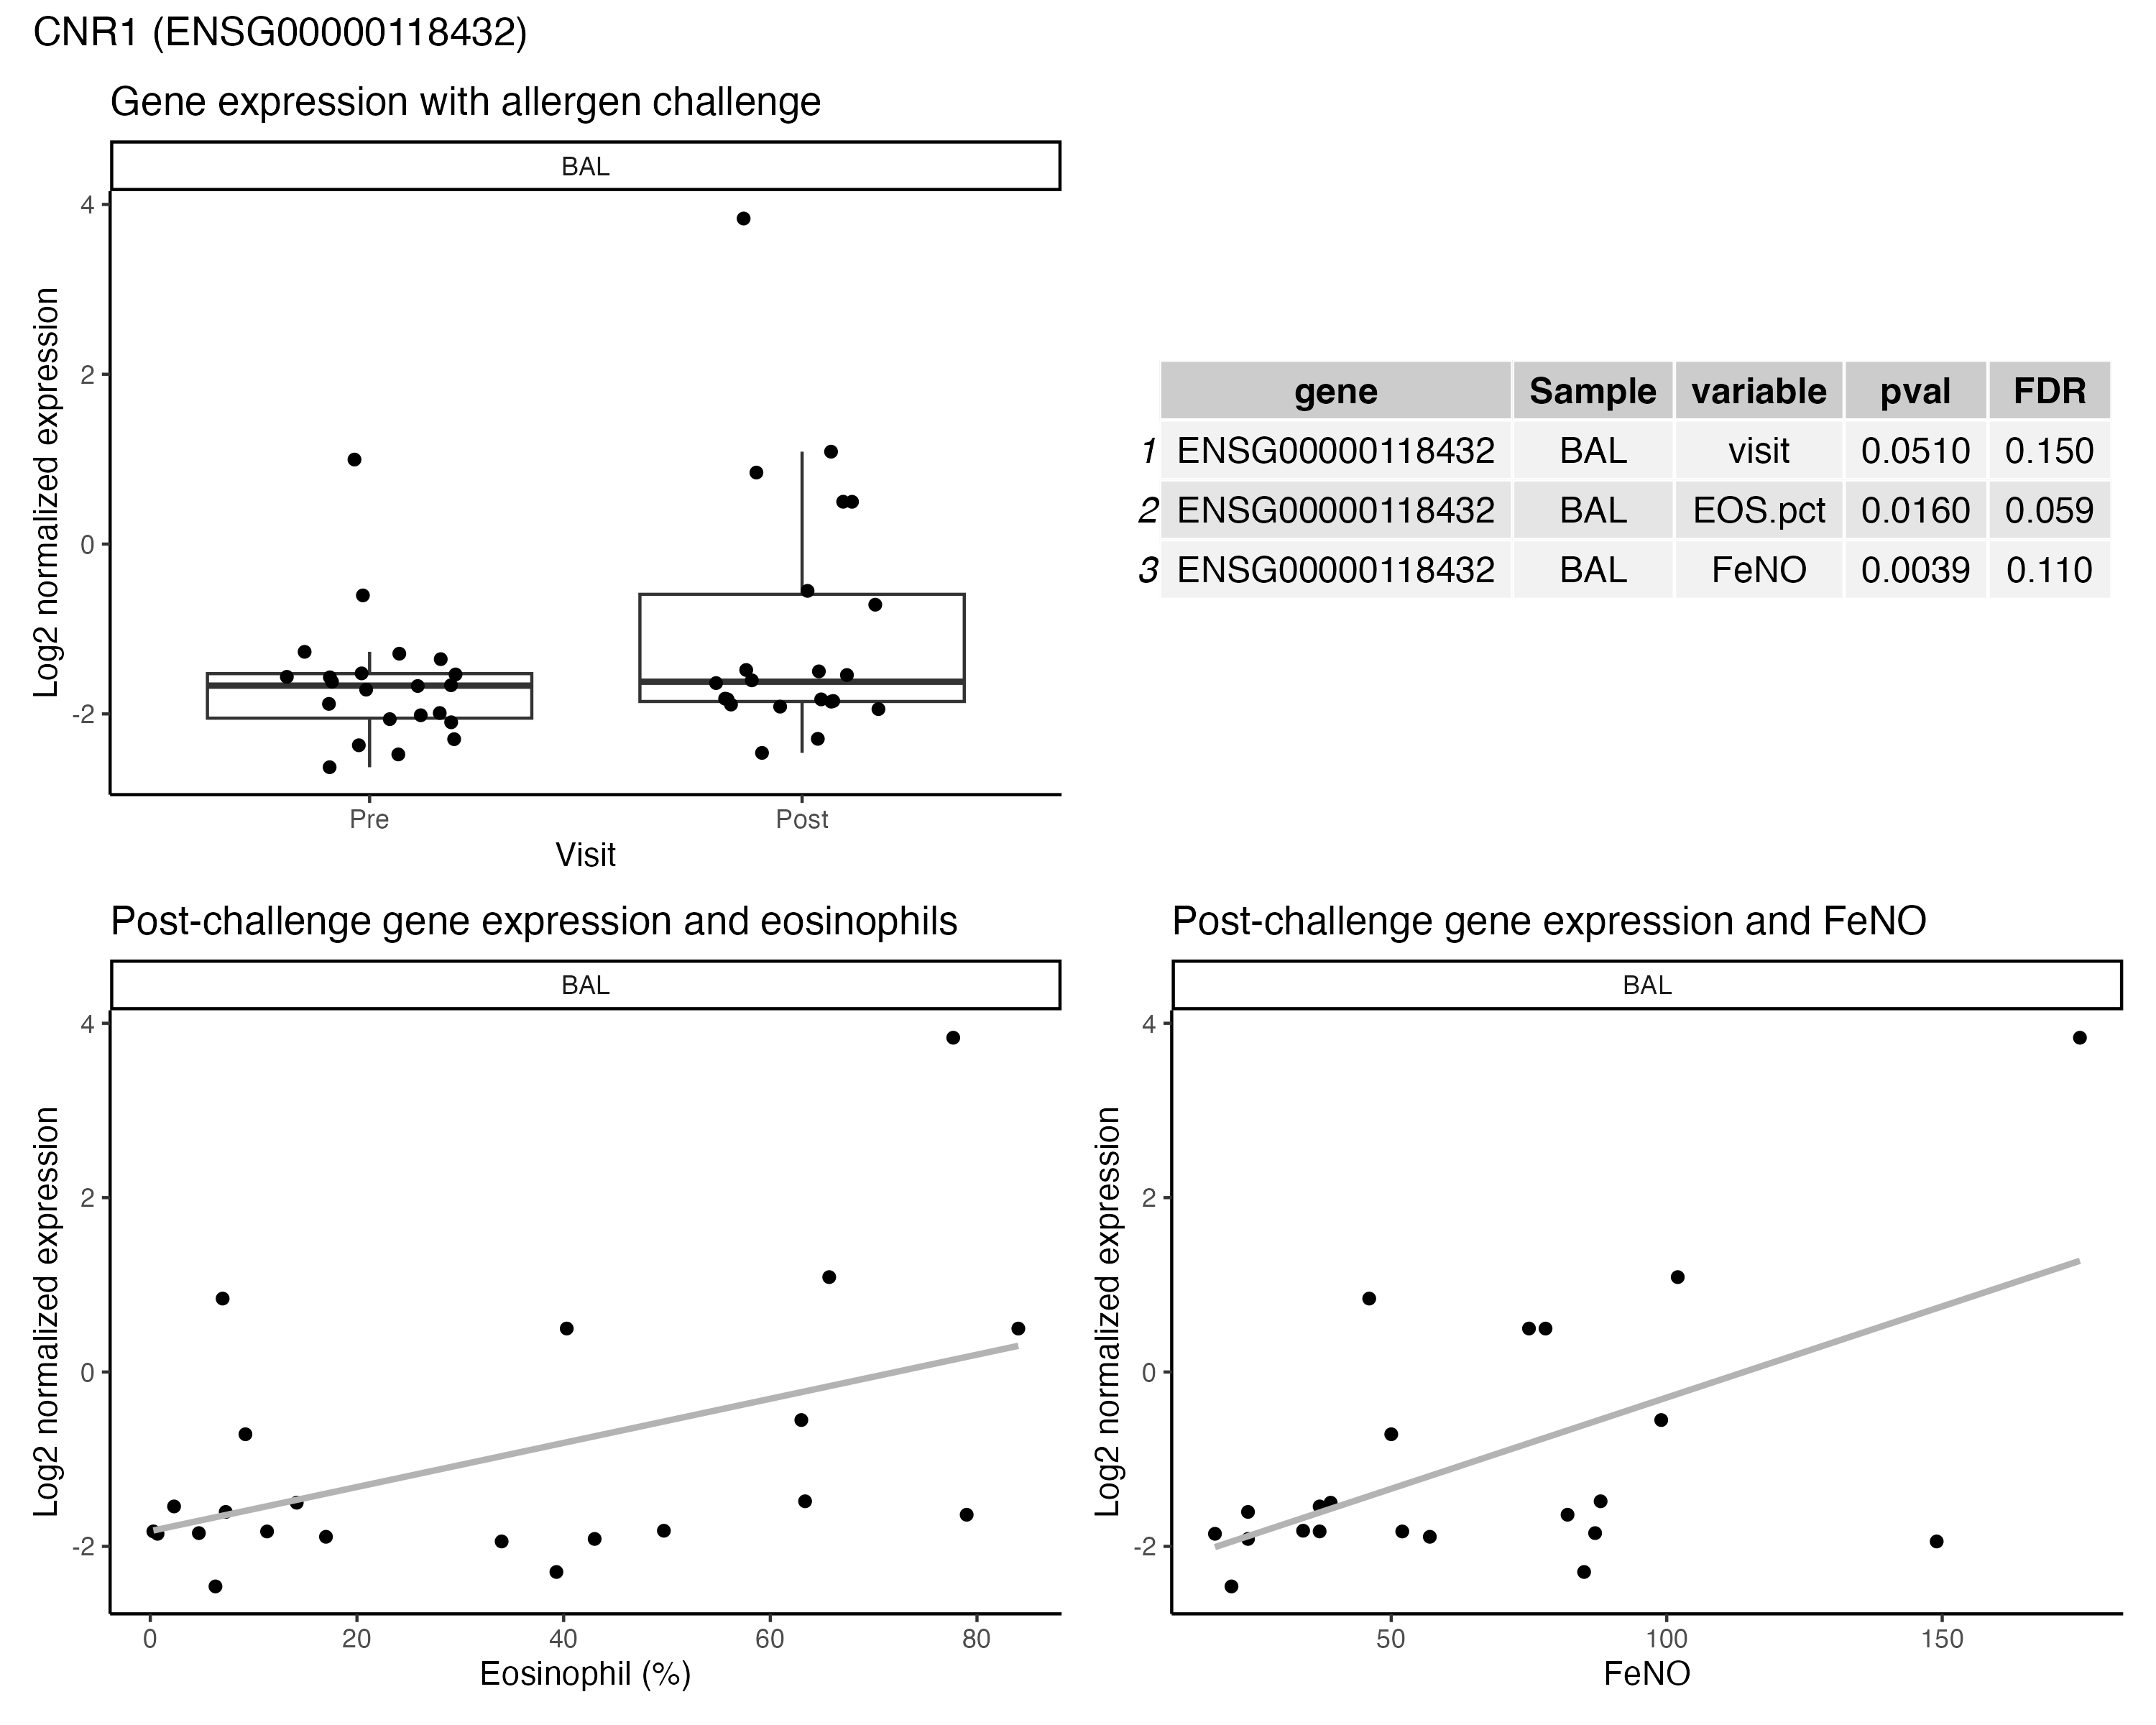 CNR1 (ENSG00000118432)
Gene expression with allergen challenge
BAL
4
2
0
-2
Log2 normalized expression
Pre Post
Visit
gene Sample variable pval FDR
1 ENSG00000118432 BAL visit 0.0510 0.150
2 ENSG00000118432 BAL EOS.pct 0.0160 0.059
3 ENSG00000118432 BAL FeNO 0.0039 0.110
Post-challenge gene expression and eosinophils
BAL
4
2
0
-2
Log2 normalized expression
0 20 40 60 80
Eosinophil (%)
Post-challenge gene expression and FeNO
BAL
4
2
0
-2
Log2 normalized expression
50 100 150
FeNO